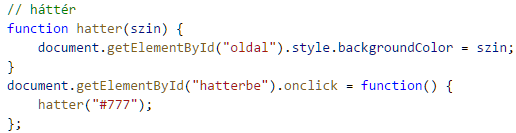 // háttér
function hatter(szin) {
    document.getElementById("oldal").style.backgroundColor = szin;
}
document.getElementById("hatterbe").onclick = function() {
    hatter("#777");
};